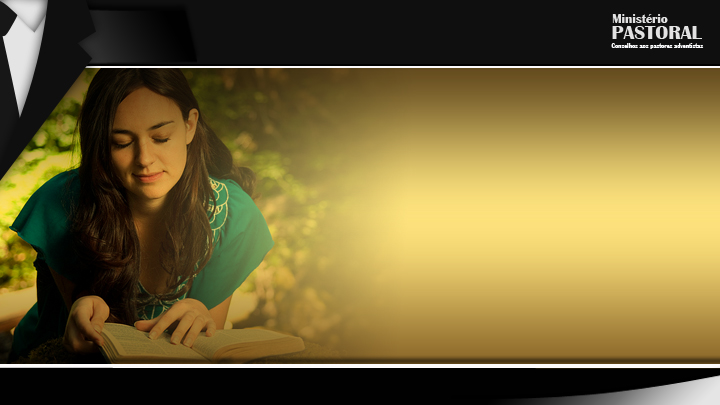 Ministério
PASTORAL
Conselhos aos pastores adventistas